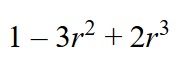 1 – 3r² + 2r³